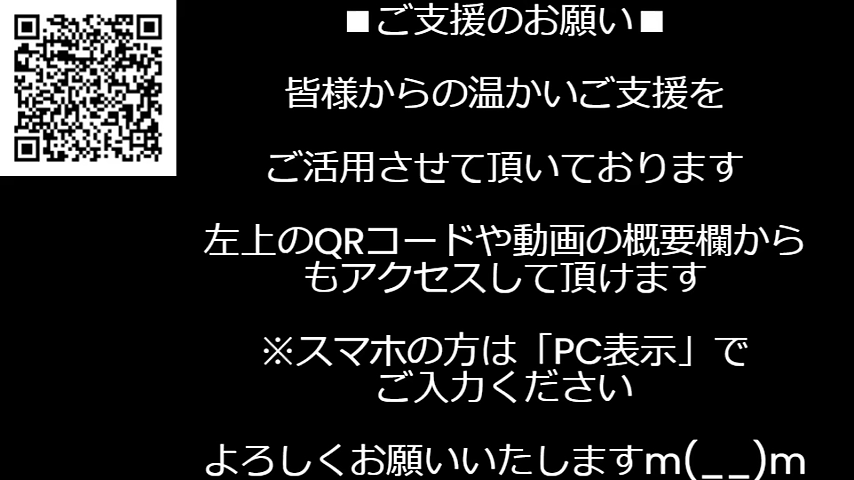 ■ご支援のお願い■
皆様からの温かいご支援を
ご活用させて頂いております
左上のQRコードや動画の概要欄から
もアクセスして頂けます
※スマホの方は「PC表示」で
ご入力ください
よろしくお願いいたしますm(__)m